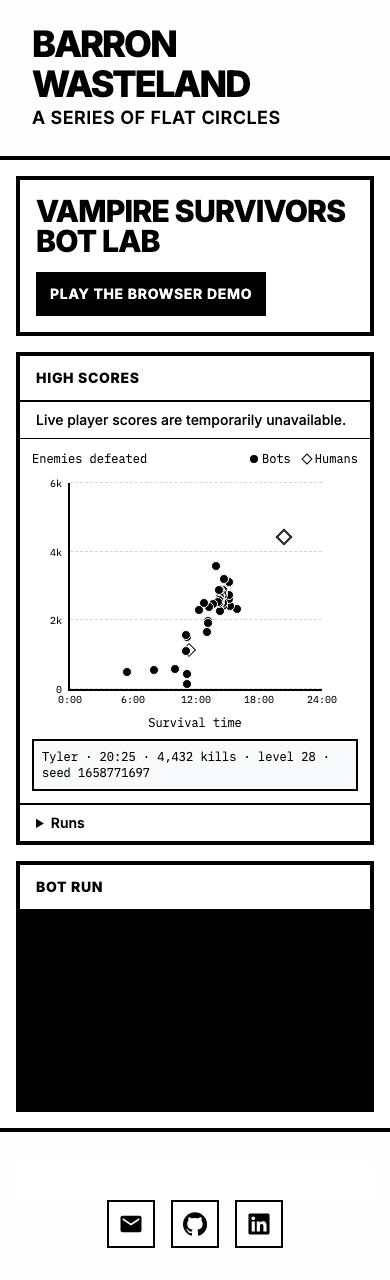 BARRON
WASTELAND
A SERIES OF FLAT CIRCLES
VAMPIRE SURVIVORS
BOT LAB
PLAY THE BROWSER DEMO
HIGH SCORES
Live player scores are temporarily unavailable.
Enemies defeated
Bots
Humans
6k
4k
2k
0
0:00 6:00 12:00 18:00 24:00
Survival time
Tyler · 20:25 · 4,432 kills · level 28 ·
seed 1658771697
Runs
BOT RUN
in